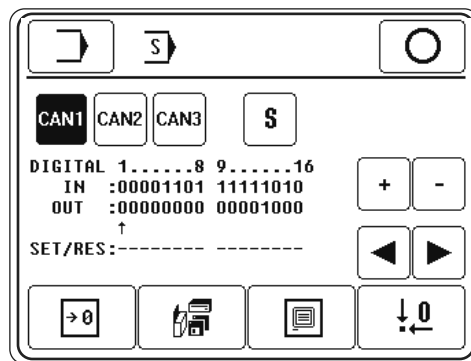 S
CAN1 CAN2 CAN3 S
DIGITAL 1......8 9......16
IN :00001101 11111010
OUT :00000000 00001000
↑
SET/RES:-------- --------
+ -
→0 0